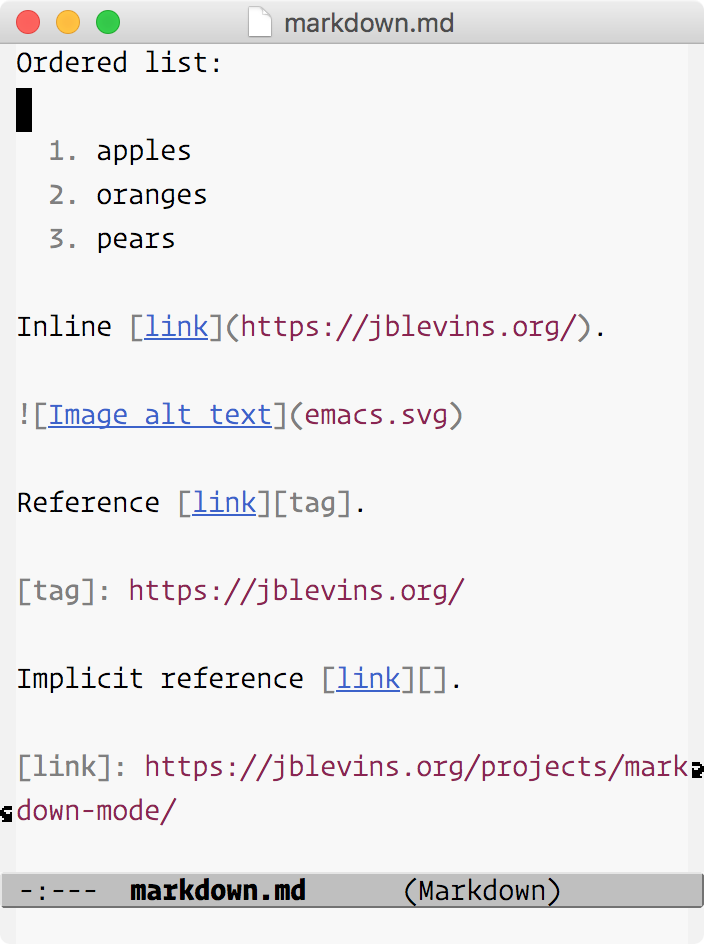 markdown.md
Ordered list:
1. apples
2. oranges
3. pears
Inline [link](https://jblevins.org/).
![Image alt text](emacs.svg)
Reference [link][tag].
[tag]: https://jblevins.org/
Implicit reference [link][].
[link]: https://jblevins.org/projects/mark
down-mode/
-:--- markdown.md (Markdown)